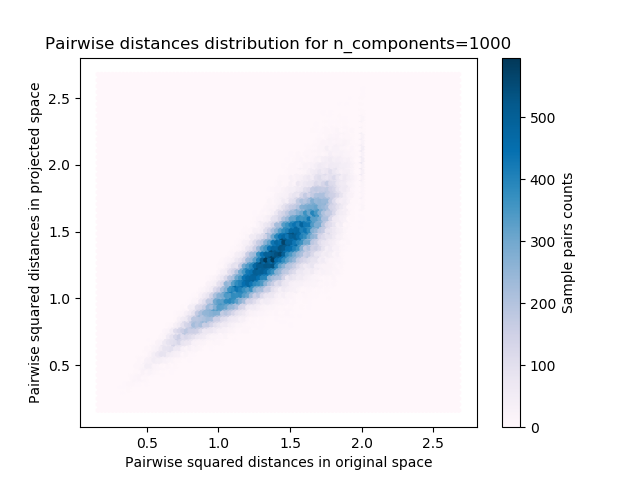 Pairwise distances distribution for n_components=1000
Pairwise squared distances in projected space
2.5
2.0
1.5
1.0
0.5
0.5 1.0 1.5 2.0 2.5
Pairwise squared distances in original space
500
400
300
200
100
0
Sample pairs counts